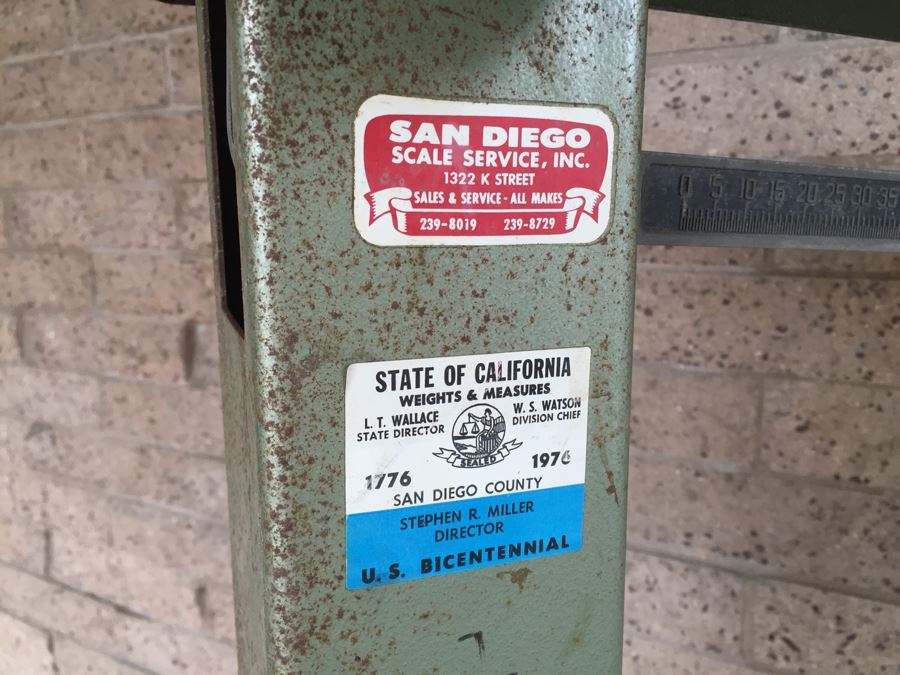 SAN DIEGO
SCALE SERVICE, INC.
1322 K STREET
SALES & SERVICE - ALL MAKES
239-8019 239-8729
0 5 10 15 20 25 30 35
STATE OF CALIFORNIA
WEIGHTS & MEASURES
L. T. WALLACE
STATE DIRECTOR
W. S. WATSON
DIVISION CHIEF
SEALED
1776 1976
SAN DIEGO COUNTY
STEPHEN R. MILLER
DIRECTOR
U. S. BICENTENNIAL